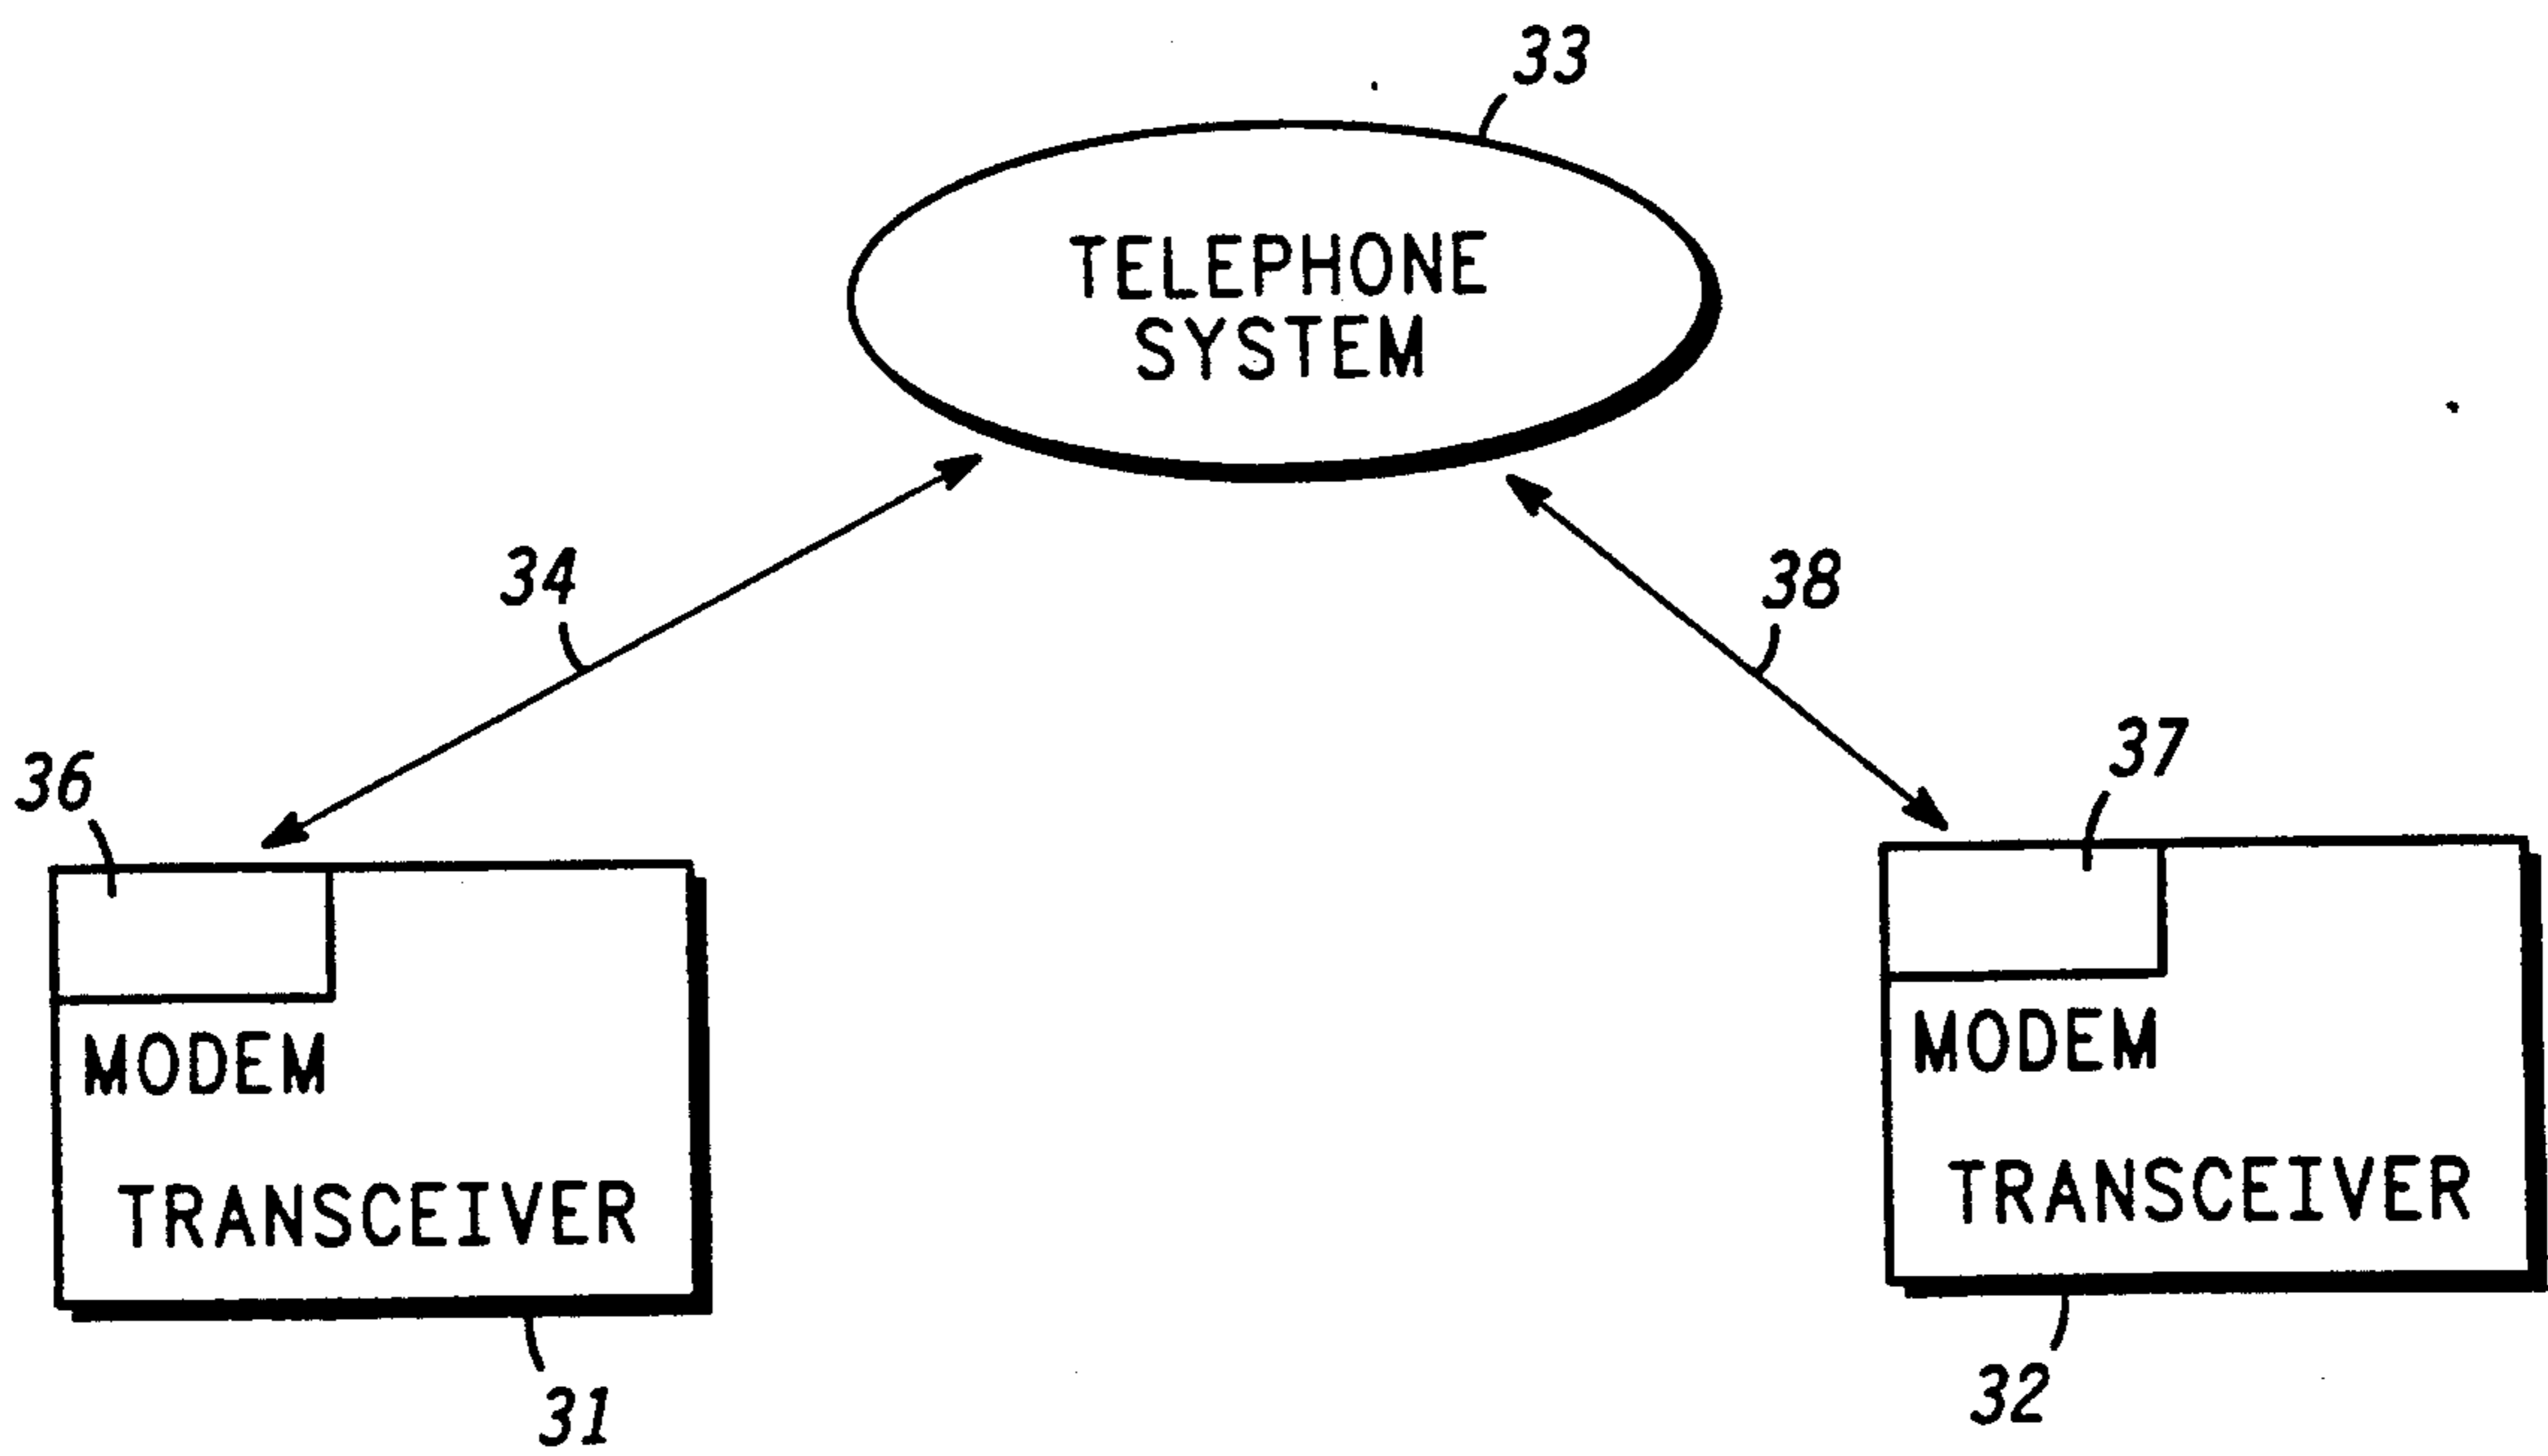 33
TELEPHONE
SYSTEM
34
38
36
37
MODEM
TRANSCEIVER
31
MODEM
TRANSCEIVER
32